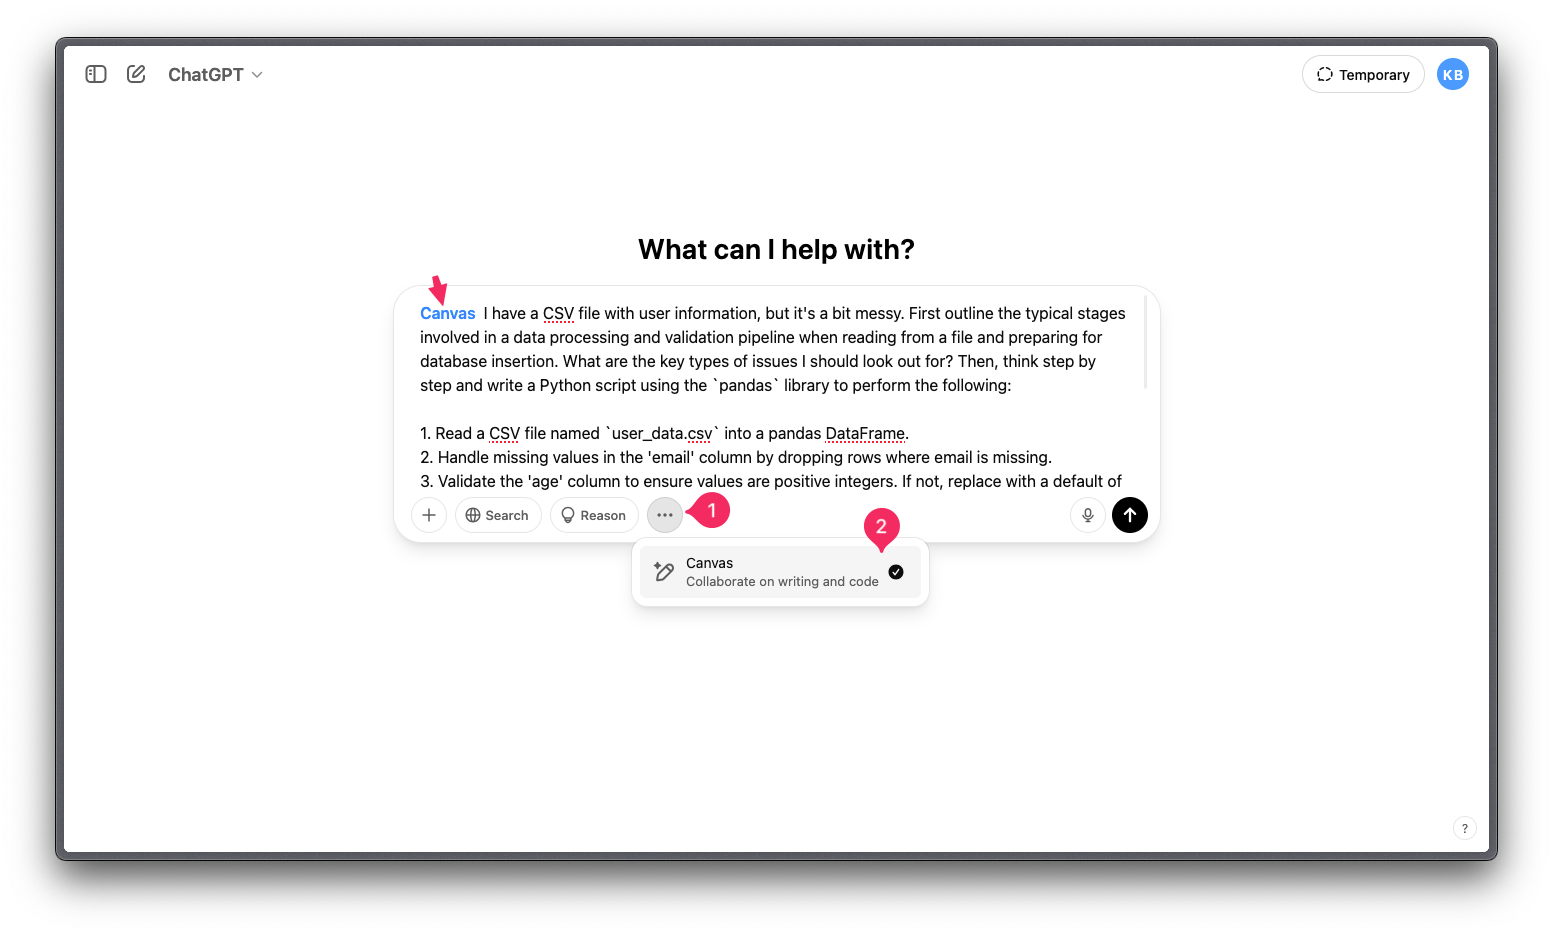 ChatGPT
Temporary
KB
What can I help with?
Canvas I have a CSV file with user information, but it's a bit messy. First outline the typical stages
involved in a data processing and validation pipeline when reading from a file and preparing for
database insertion. What are the key types of issues I should look out for? Then, think step by
step and write a Python script using the `pandas` library to perform the following:
1. Read a CSV file named `user_data.csv` into a pandas DataFrame.
2. Handle missing values in the 'email' column by dropping rows where email is missing.
3. Validate the 'age' column to ensure values are positive integers. If not, replace with a default of
Search
Reason
1
2
Canvas
Collaborate on writing and code
?